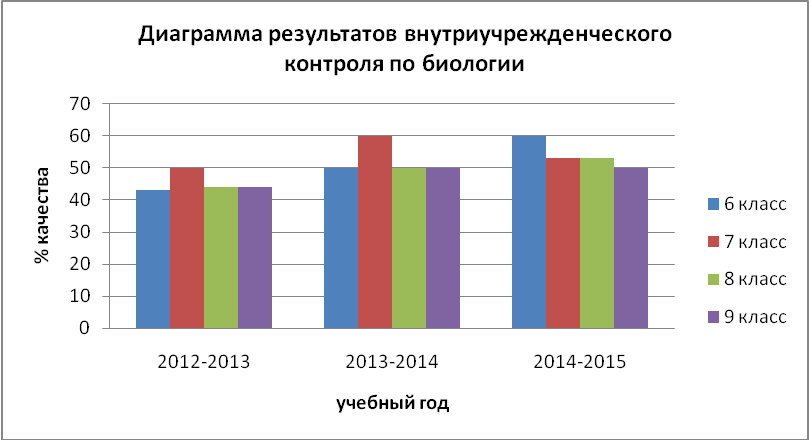 Диаграмма результатов внутриучрежденческого
контроля по биологии
% качества
70
60
50
40
30
20
10
0
2012-2013 2013-2014 2014-2015
учебный год
6 класс
7 класс
8 класс
9 класс